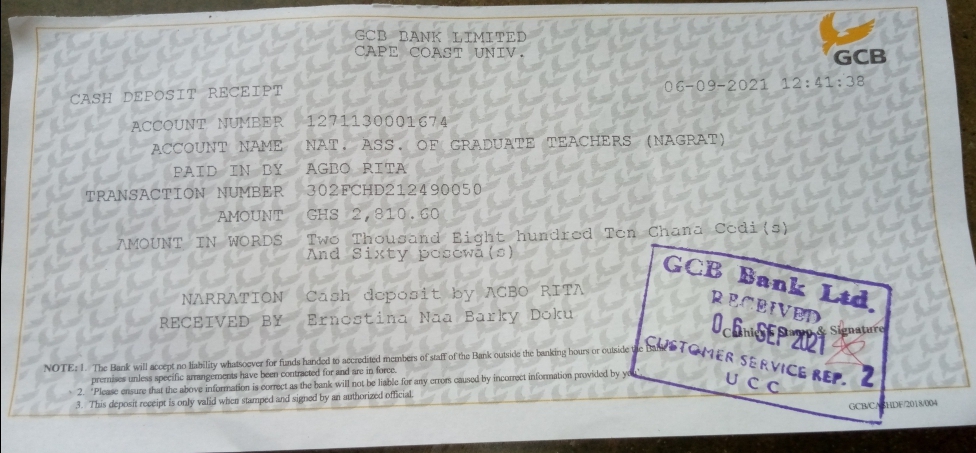 GCB BANK LIMITED
CAPE COAST UNIV.
GCB
CASH DEPOSIT RECEIPT
06-09-2021 12:41:38
ACCOUNT NUMBER 1271130001674
ACCOUNT NAME NAT. ASS. OF GRADUATE TEACHERS (NAGRAT)
PAID IN BY AGBO RITA
TRANSACTION NUMBER 302FCHD212490050
AMOUNT GHS 2,810.60
AMOUNT IN WORDS Two Thousand Eight hundred Ten Ghana Cedi(s)
And Sixty pesewa(s)
NARRATION Cash deposit by AGBO RITA
RECEIVED BY Ernestina Naa Barky Doku
GCB Bank Ltd.
RECEIVED
06 SEP 2021
Cashier's Stamp & Signature
CUSTOMER SERVICE REP. 2
UCC
NOTE: 1. The Bank will accept no liability whatsoever for funds handed to accredited members of staff of the Bank outside the banking hours or outside the Bank
premises unless specific arrangements have been contracted for and are in force.
2. *Please ensure that the above information is correct as the bank will not be liable for any errors caused by incorrect information provided by you.
3. This deposit receipt is only valid when stamped and signed by an authorized official.
GCB/CASHDF/2018/004